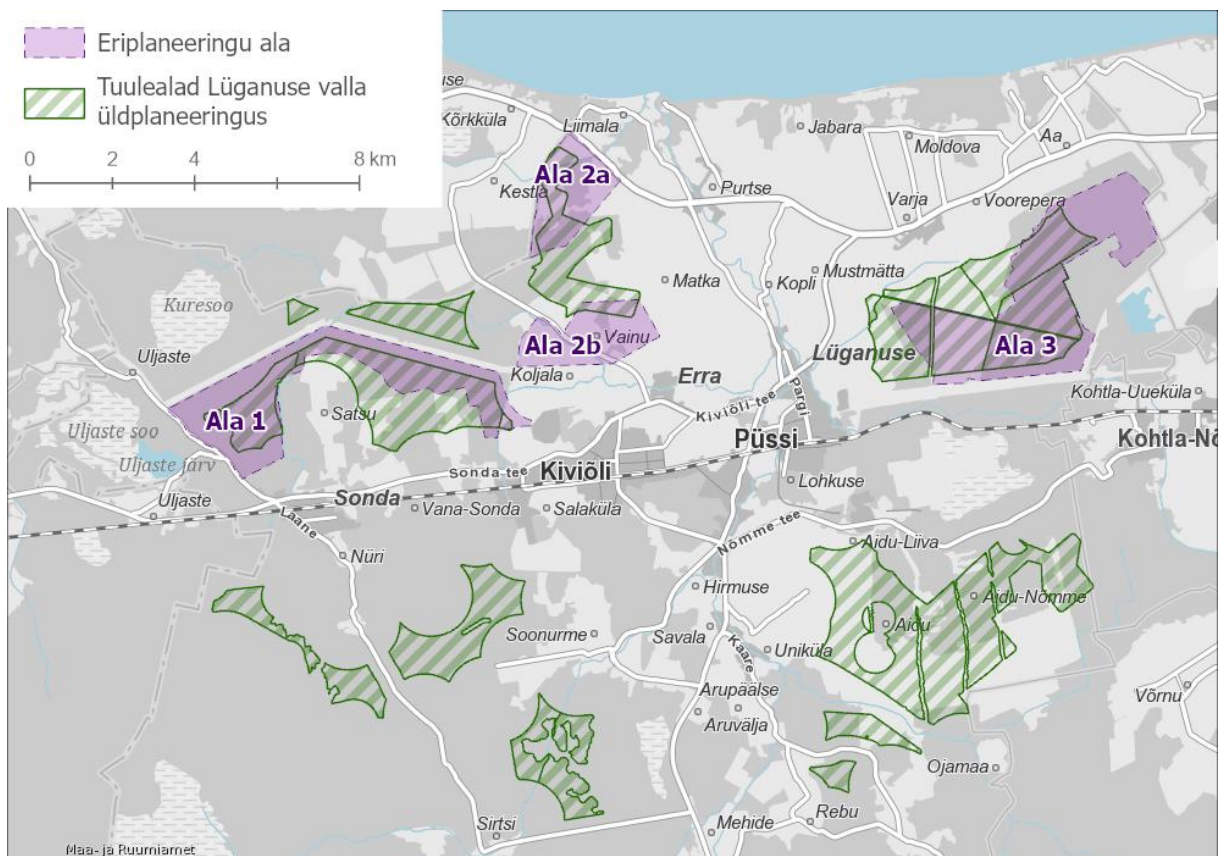 Eriplaneeringu ala
Tuulealad Lüganuse valla
üldplaneeringus
0 2 4 8 km
use
Kõrkküla
Liimala
Jabara
Moldova
Aa
Ala 2a
Kestla
Purtse
Varja
Voorepera
Matka
Kopli
Mustmätta
Kuresoo
Uljaste
Ala 2b
Vainu
Koljala
Erra
Lüganuse
Ala 3
Kohtla-Uueküla
Ala 1
Satsu
Kiviõli tee
Pargi
Uljaste soo
Uljaste järv
Püssi
Kohtla-Nõ
Sonda tee
Kiviõli
Sonda
Lohkuse
Uljaste
Vana-Sonda
Salaküla
Laane
Nõmme tee
Nüri
Aidu-Liiva
Hirmuse
Aidu-Nõmme
Soonurme
Savala
Aidu
Kaare
Uniküla
Arupäälse
Aruvälja
Võrnu
Ojamaa
Rebu
Sirtsi
Mehide
Maa- ja Ruumiamet